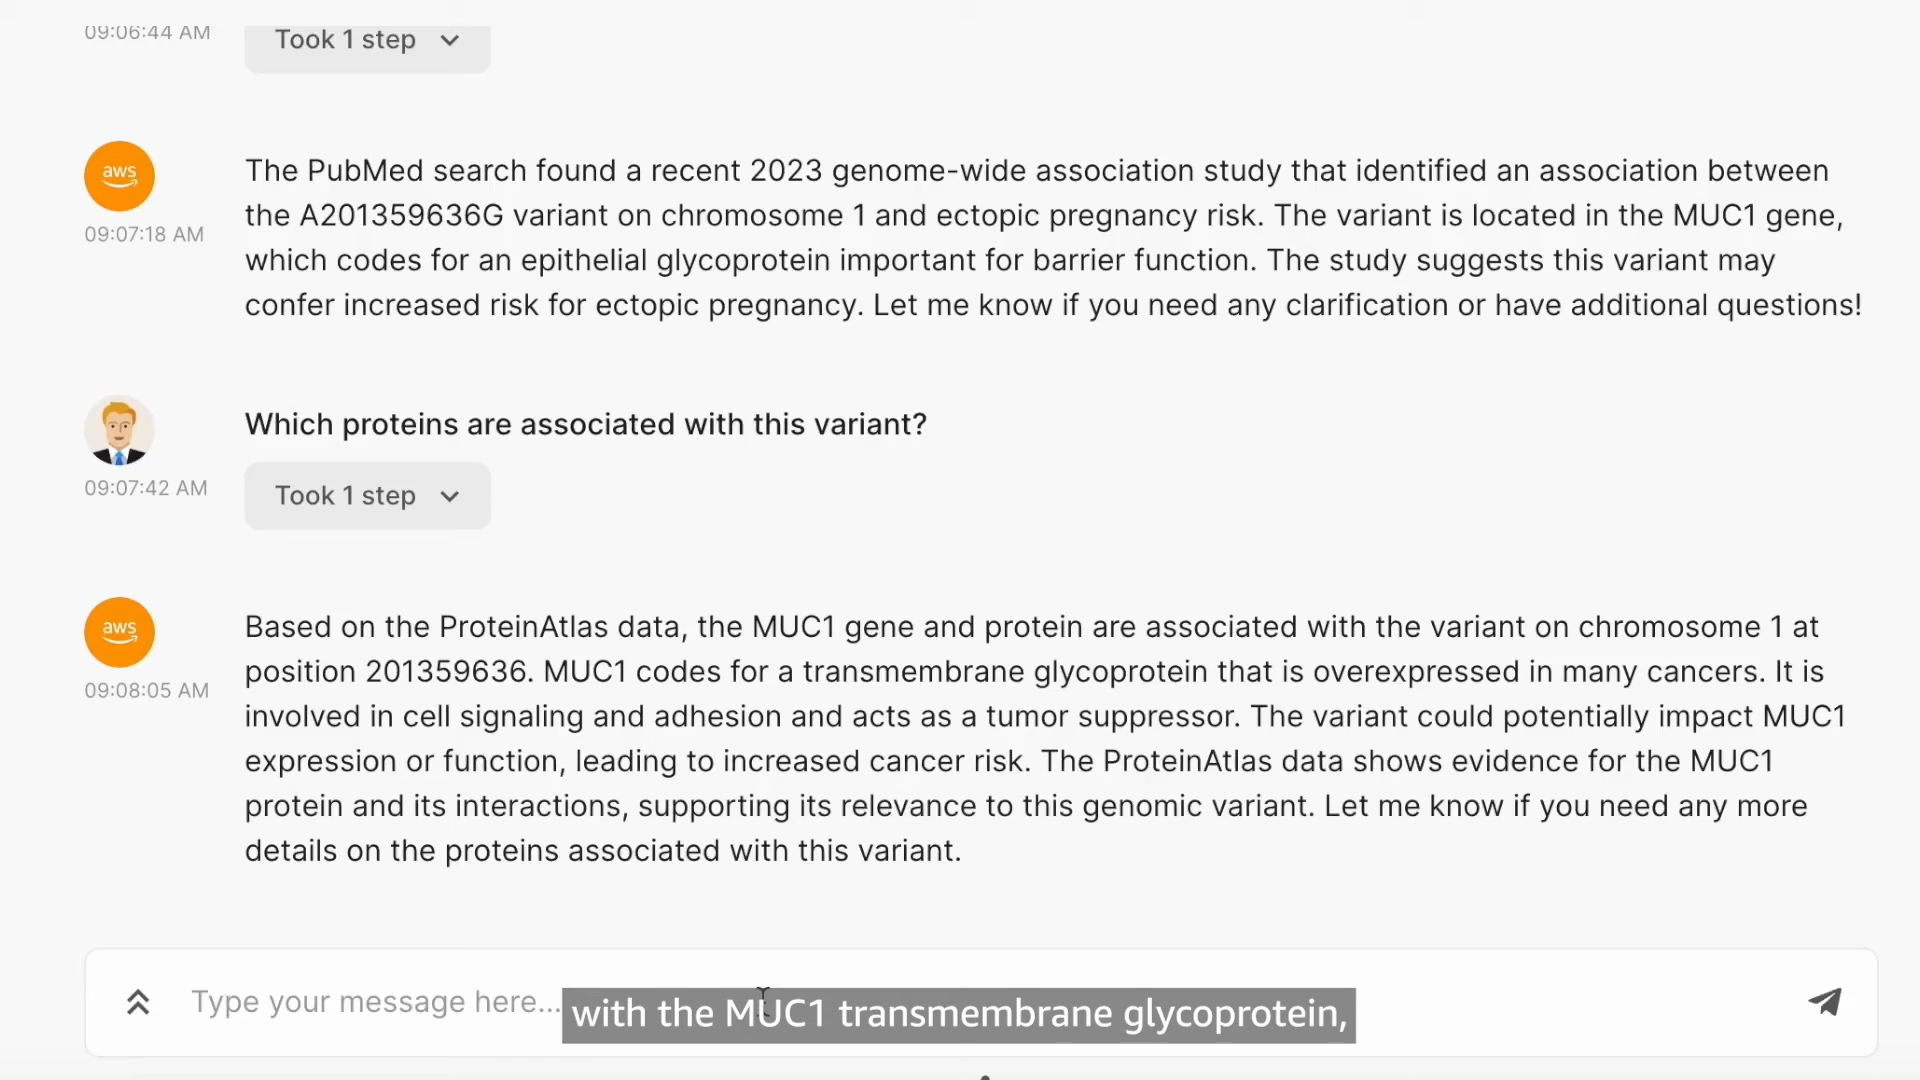 09:06:44 AM
Took 1 step
aws
09:07:18 AM
The PubMed search found a recent 2023 genome-wide association study that identified an association between
the A201359636G variant on chromosome 1 and ectopic pregnancy risk. The variant is located in the MUC1 gene,
which codes for an epithelial glycoprotein important for barrier function. The study suggests this variant may
confer increased risk for ectopic pregnancy. Let me know if you need any clarification or have additional questions!
Which proteins are associated with this variant?
09:07:42 AM
Took 1 step
aws
09:08:05 AM
Based on the ProteinAtlas data, the MUC1 gene and protein are associated with the variant on chromosome 1 at
position 201359636. MUC1 codes for a transmembrane glycoprotein that is overexpressed in many cancers. It is
involved in cell signaling and adhesion and acts as a tumor suppressor. The variant could potentially impact MUC1
expression or function, leading to increased cancer risk. The ProteinAtlas data shows evidence for the MUC1
protein and its interactions, supporting its relevance to this genomic variant. Let me know if you need any more
details on the proteins associated with this variant.
Type your message here...
with the MUC1 transmembrane glycoprotein,